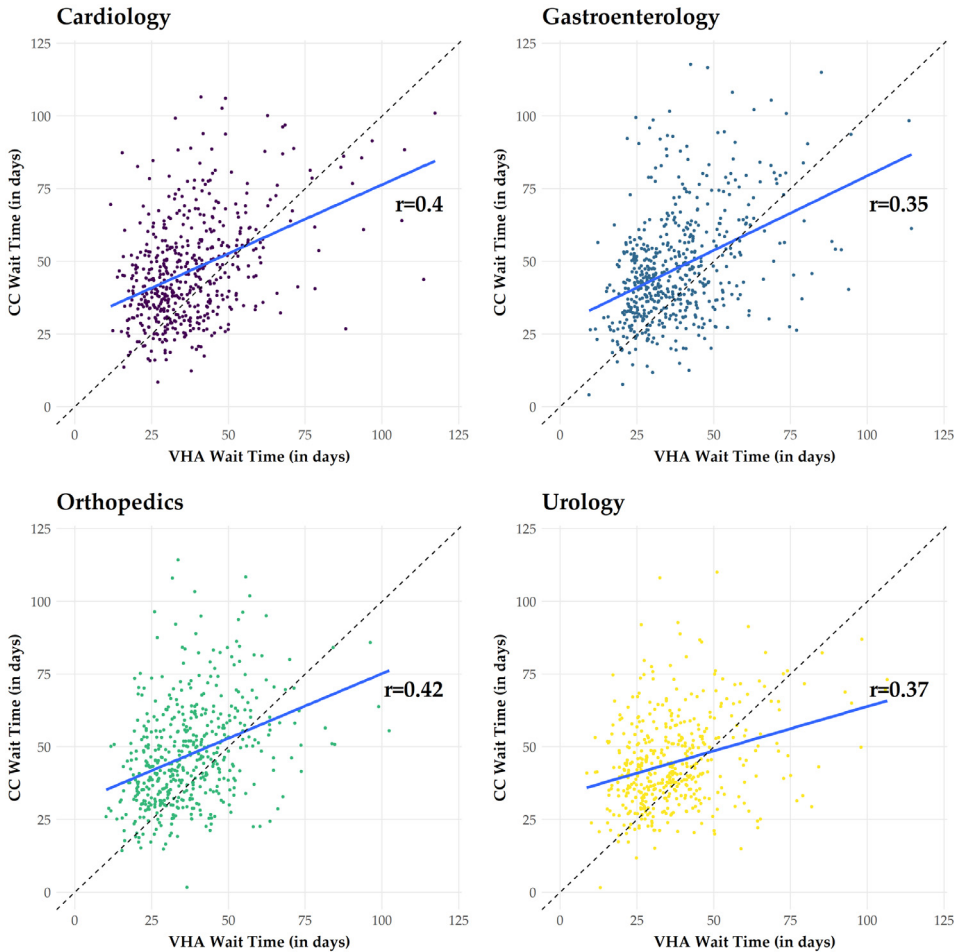 Cardiology
125
100
75
50
25
0
r=0.4
CC Wait Time (in days)
0 25 50 75 100 125
VHA Wait Time (in days)
Gastroenterology
125
100
75
50
25
0
r=0.35
CC Wait Time (in days)
0 25 50 75 100 125
VHA Wait Time (in days)
Orthopedics
125
100
75
50
25
0
r=0.42
CC Wait Time (in days)
0 25 50 75 100 125
VHA Wait Time (in days)
Urology
125
100
75
50
25
0
r=0.37
CC Wait Time (in days)
0 25 50 75 100 125
VHA Wait Time (in days)